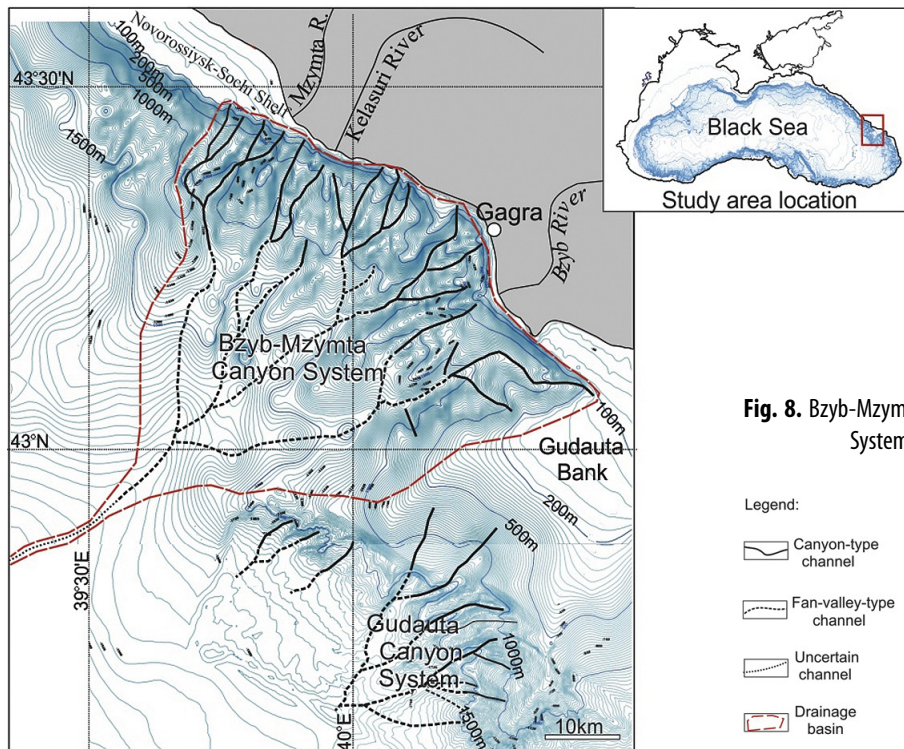 100m
200m
500m
1000m
1500m
Novorossiysk-Sochi Shelf
Mzymta R.
Kelasuri River
43°30'N
Black Sea
Study area location
Gagra
Bzyb River
Bzyb-Mzymta
Canyon System
100m
43°N
Gudauta
Bank
200m
500m
39°30'E
Gudauta
Canyon
System
1000m
1500m
40°E
10km
Fig. 8. Bzyb-Mzym
System
Legend:
Canyon-type
channel
Fan-valley-type
channel
Uncertain
channel
Drainage
basin